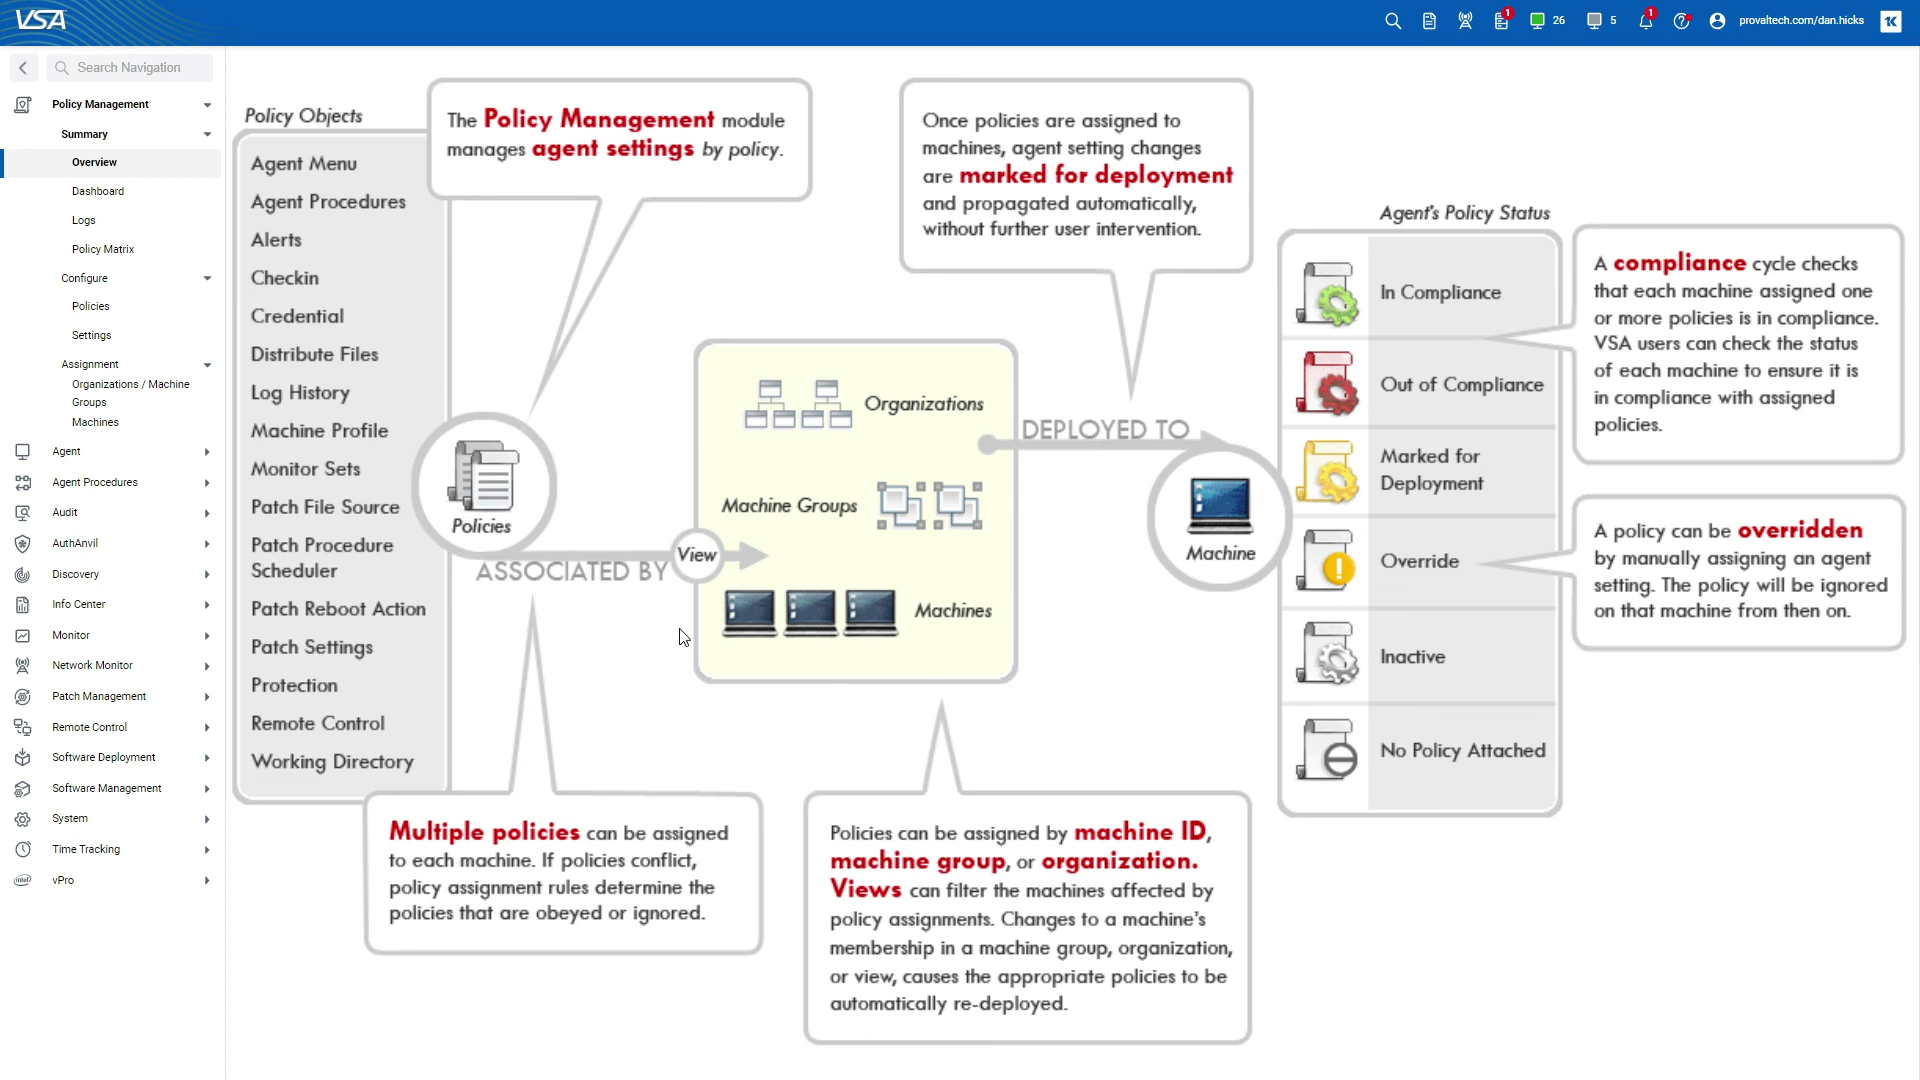 VSA
1
26
5
1
provaltech.com/dan.hicks
Search Navigation
Policy Management
Summary
Overview
Dashboard
Logs
Policy Matrix
Configure
Policies
Settings
Assignment
Organizations / Machine
Groups
Machines
Agent
Agent Procedures
Audit
AuthAnvil
Discovery
Info Center
Monitor
Network Monitor
Patch Management
Remote Control
Software Deployment
Software Management
System
Time Tracking
intel
vPro
Policy Objects
Agent Menu
Agent Procedures
Alerts
Checkin
Credential
Distribute Files
Log History
Machine Profile
Monitor Sets
Patch File Source
Patch Procedure
Scheduler
Patch Reboot Action
Patch Settings
Protection
Remote Control
Working Directory
The Policy Management module
manages agent settings by policy.
Policies
ASSOCIATED BY
View
Multiple policies can be assigned
to each machine. If policies conflict,
policy assignment rules determine the
policies that are obeyed or ignored.
Organizations
Machine Groups
Machines
Policies can be assigned by machine ID,
machine group, or organization.
Views can filter the machines affected by
policy assignments. Changes to a machine's
membership in a machine group, organization,
or view, causes the appropriate policies to be
automatically re-deployed.
Once policies are assigned to
machines, agent setting changes
are marked for deployment
and propagated automatically,
without further user intervention.
DEPLOYED TO
Machine
Agent's Policy Status
In Compliance
Out of Compliance
Marked for
Deployment
Override
Inactive
No Policy Attached
A compliance cycle checks
that each machine assigned one
or more policies is in compliance.
VSA users can check the status
of each machine to ensure it is
in compliance with assigned
policies.
A policy can be overridden
by manually assigning an agent
setting. The policy will be ignored
on that machine from then on.